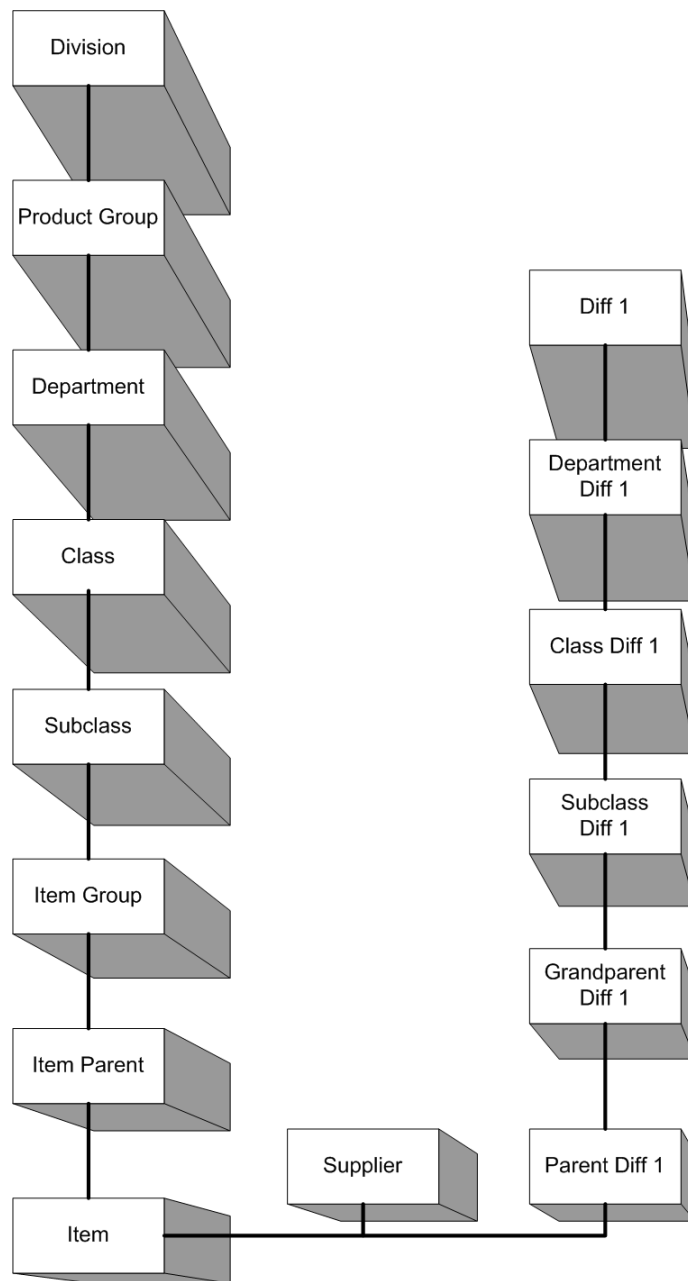 Division
Product Group
Department
Class
Subclass
Item Group
Item Parent
Item
Supplier
Diff 1
Department
Diff 1
Class Diff 1
Subclass
Diff 1
Grandparent
Diff 1
Parent Diff 1